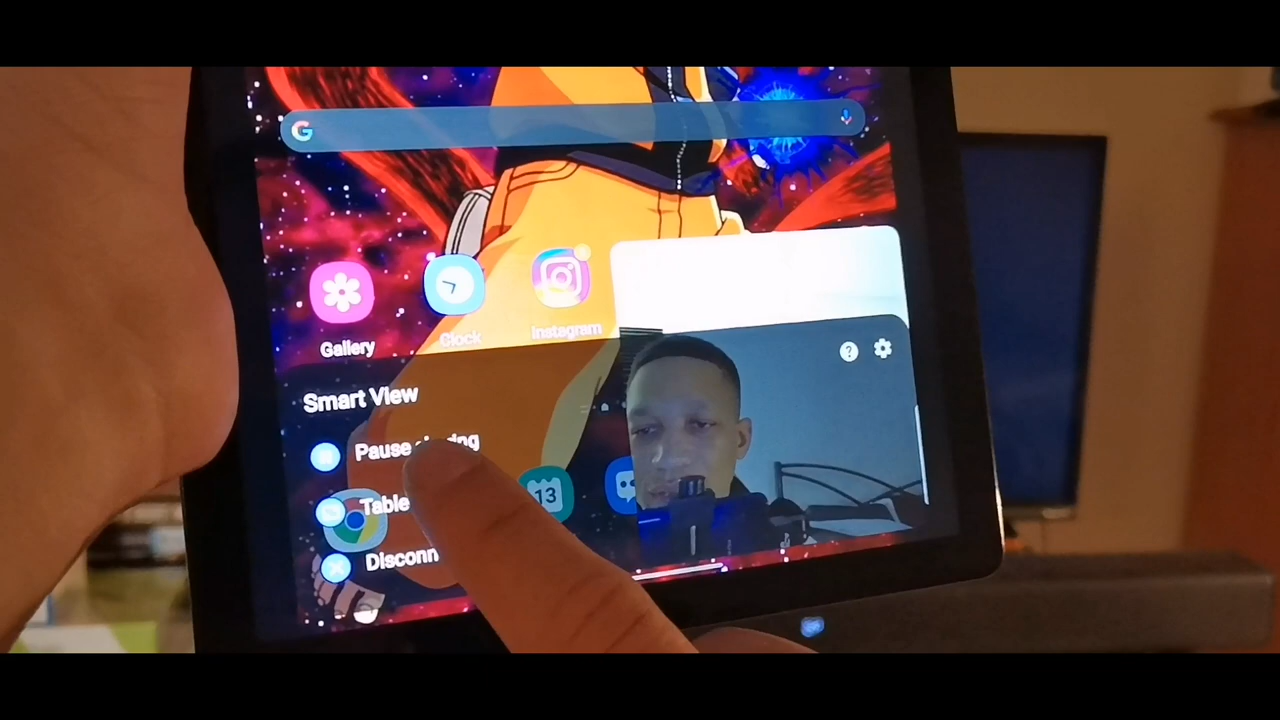 G
Gallery
Clock
Instagram
Smart View
Pause
Table
13
Disconn